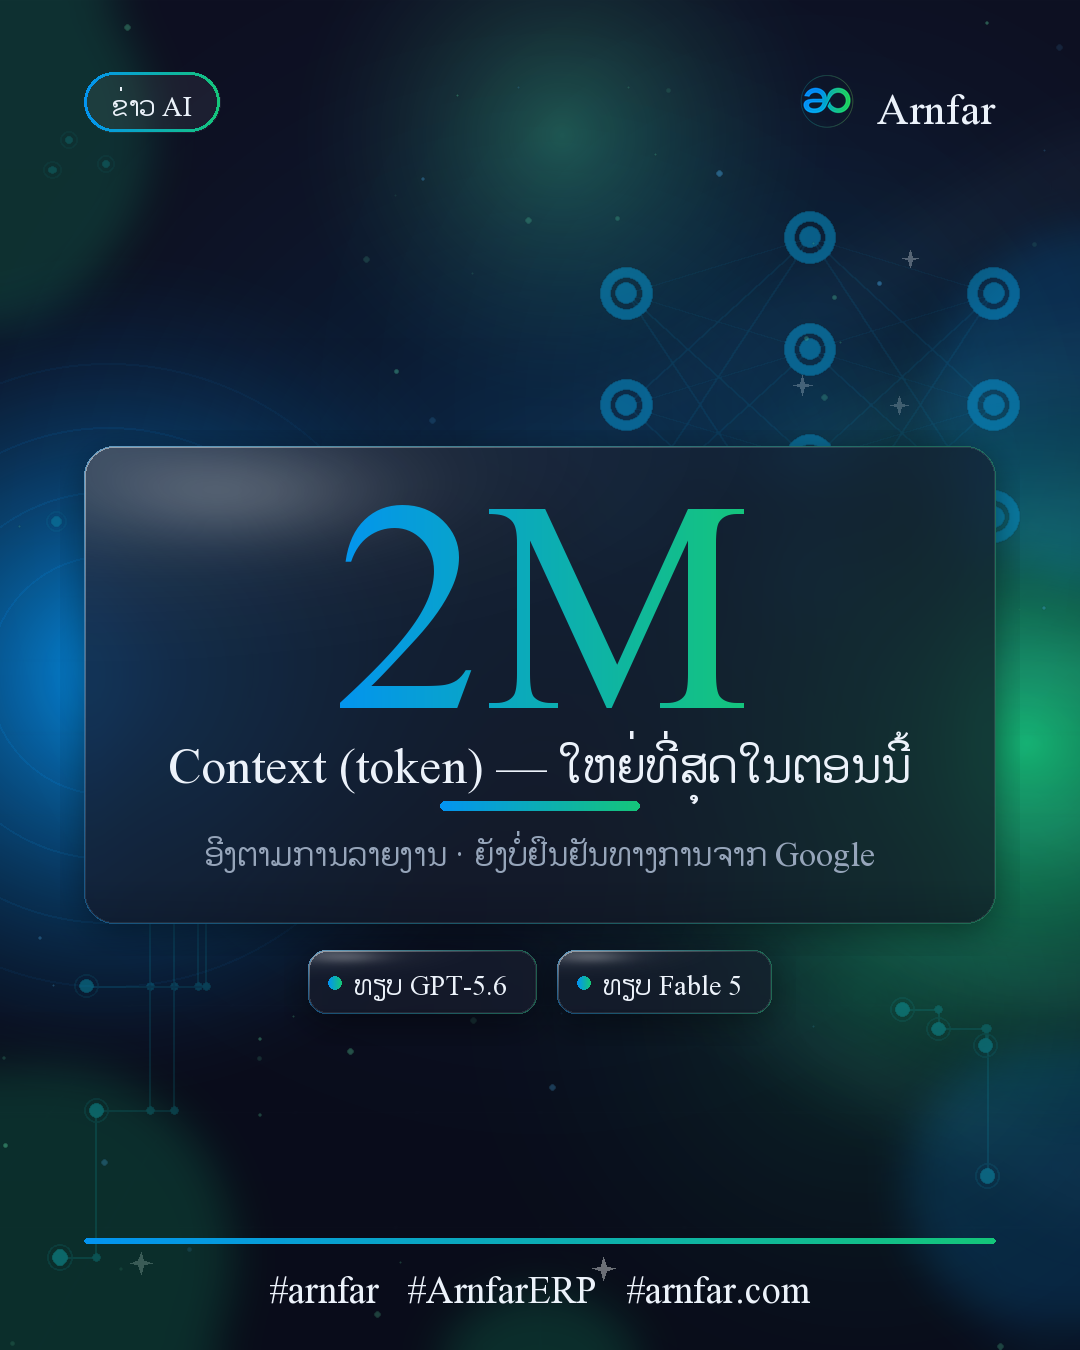 ຂ່າວ AI
Arnfar
2M
Context (token) — ໃຫຍ່ທີ່ສຸດໃນຕອນນີ້
ອີງຕາມການລາຍງານ · ຍັງບໍ່ຢືນຢັນທາງການຈາກ Google
ທຽບ GPT-5.6
ທຽບ Fable 5
#arnfar #ArnfarERP #arnfar.com